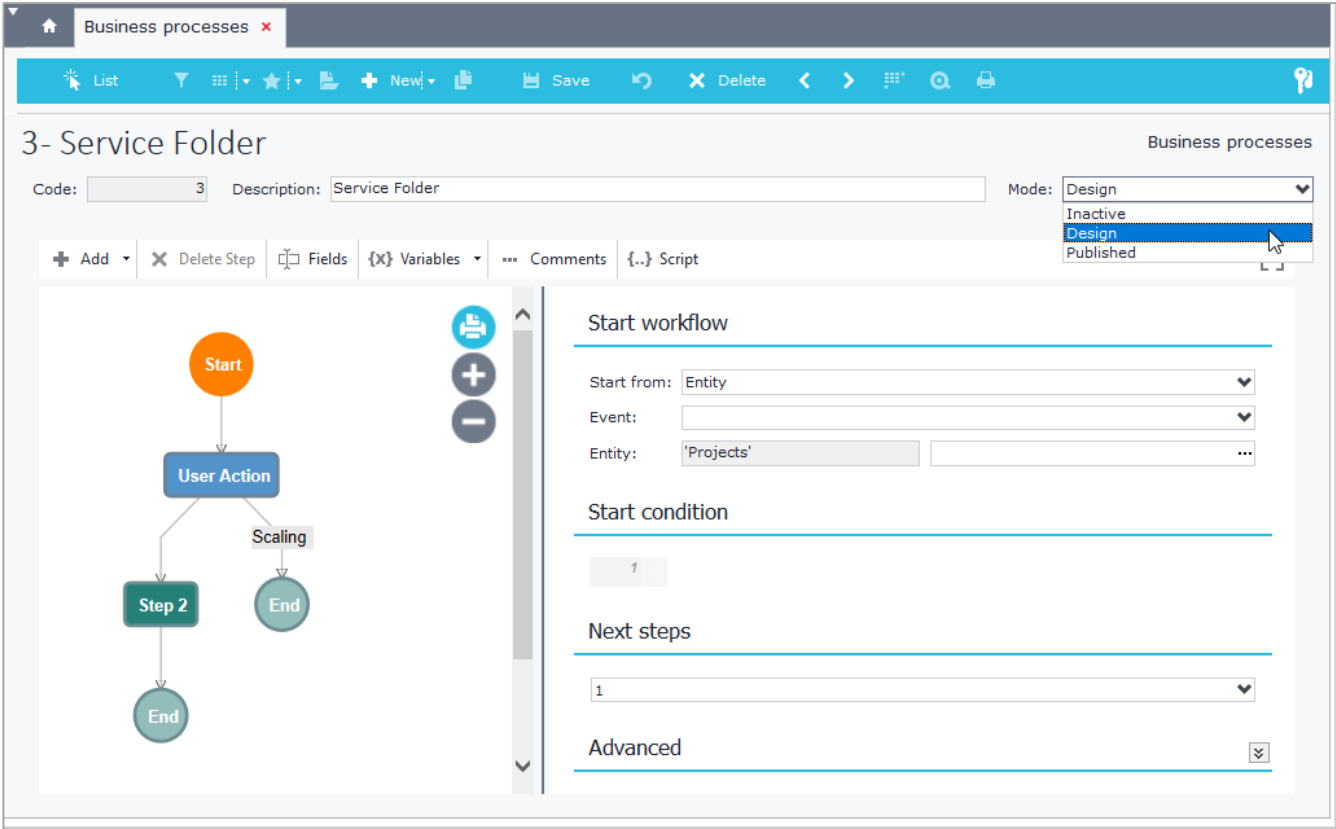 Business processes ×
List New Save Delete
3- Service Folder
Business processes
Code: 3 Description: Service Folder Mode: Design
Inactive
Design
Published
Add Delete Step Fields {x} Variables Comments {..} Script
Start
User Action
Scaling
Step 2
End
End
Start workflow
Start from: Entity
Event:
Entity: 'Projects' ...
Start condition
1
Next steps
1
Advanced